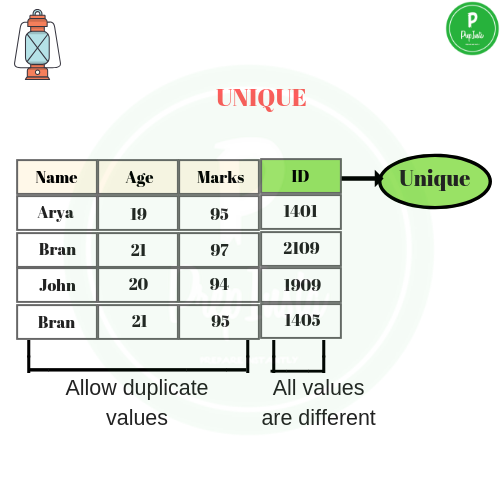 P
PrepInsta
UNIQUE
Name Age Marks ID Unique
Arya 19 95 1401
Bran 21 97 2109
John 20 94 1909
Bran 21 95 1405
Allow duplicate
values
All values
are different